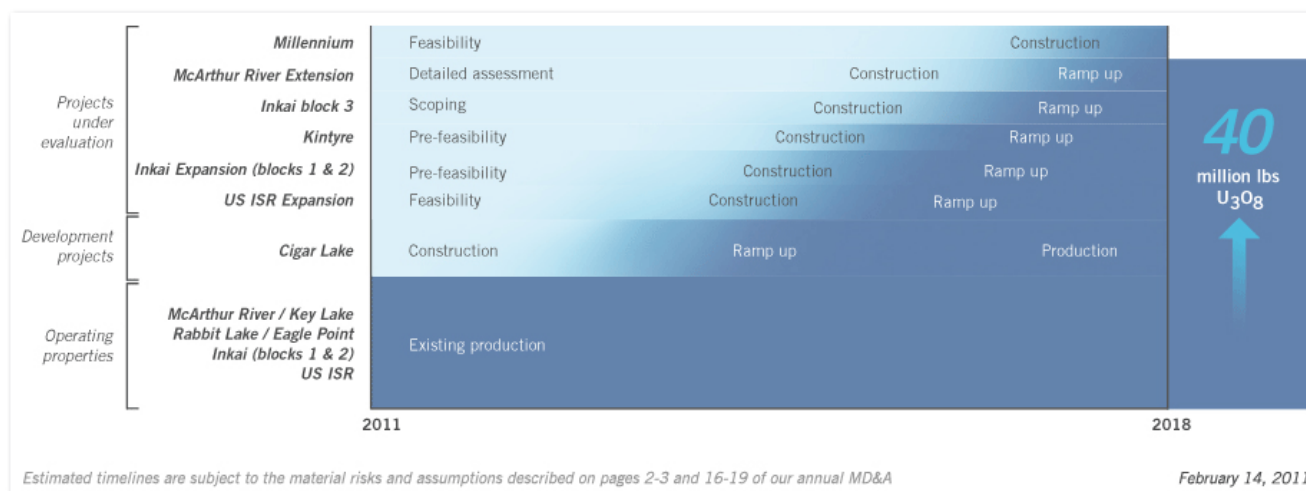 Projects under evaluation
Millennium Feasibility Construction
McArthur River Extension Detailed assessment Construction Ramp up
Inkai block 3 Scoping Construction Ramp up
Kintyre Pre-feasibility Construction Ramp up
Inkai Expansion (blocks 1 & 2) Pre-feasibility Construction Ramp up
US ISR Expansion Feasibility Construction Ramp up
Development projects
Cigar Lake Construction Ramp up Production
Operating properties
McArthur River / Key Lake
Rabbit Lake / Eagle Point
Inkai (blocks 1 & 2)
US ISR
Existing production
40
million lbs
U3O8
2011 2018
Estimated timelines are subject to the material risks and assumptions described on pages 2-3 and 16-19 of our annual MD&A
February 14, 2011